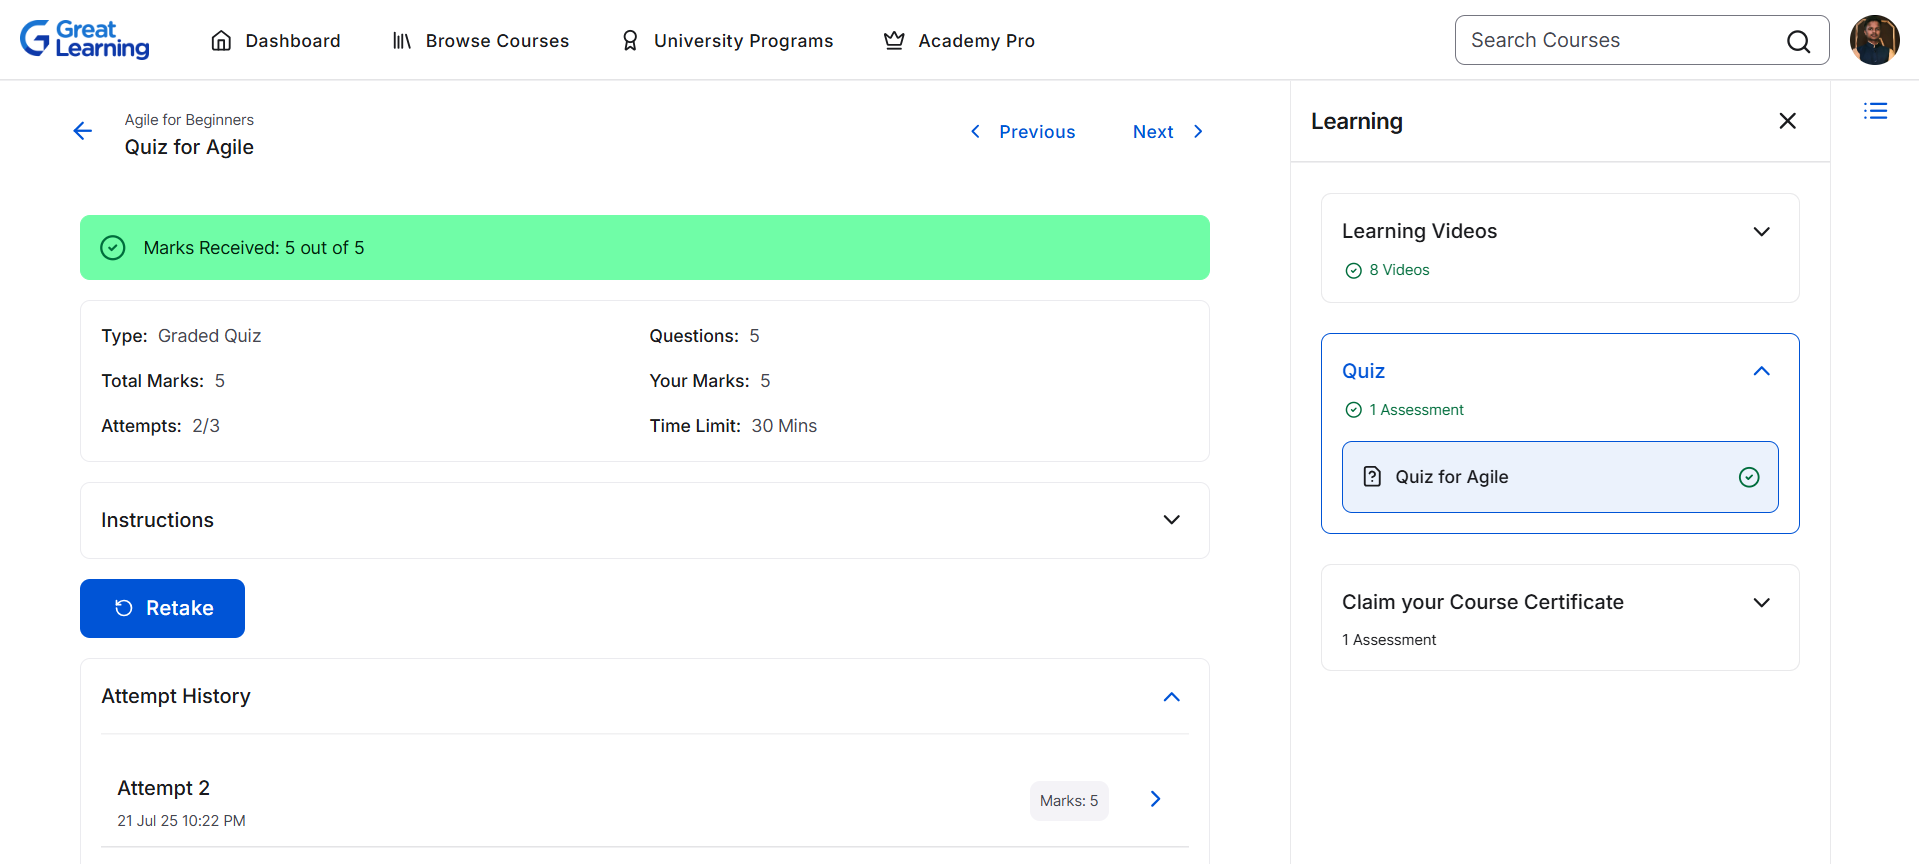 Great Learning
Dashboard
Browse Courses
University Programs
Academy Pro
Search Courses
Agile for Beginners
Quiz for Agile
Previous
Next
Marks Received: 5 out of 5
Type: Graded Quiz
Questions: 5
Total Marks: 5
Your Marks: 5
Attempts: 2/3
Time Limit: 30 Mins
Instructions
Retake
Attempt History
Attempt 2
21 Jul 25 10:22 PM
Marks: 5
Learning
Learning Videos
8 Videos
Quiz
1 Assessment
Quiz for Agile
Claim your Course Certificate
1 Assessment